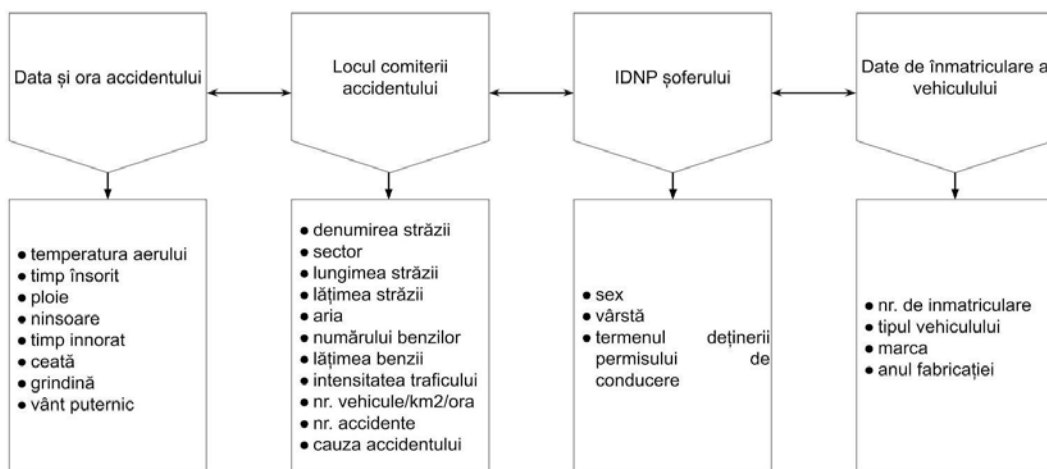 Data și ora accidentului
Locul comiterii
accidentului
IDNP șoferului
Date de înmatriculare a
vehiculului
● temperatura aerului
● timp însorit
● ploie
● ninsoare
● timp innorat
● ceată
● grindină
● vânt puternic
● denumirea străzii
● sector
● lungimea străzii
● lățimea străzii
● aria
● numărului benzilor
● lățimea benzii
● intensitatea traficului
● nr. vehicule/km2/ora
● nr. accidente
● cauza accidentului
● sex
● vârstă
● termenul deținerii
permisului de
conducere
● nr. de inmatriculare
● tipul vehiculului
● marca
● anul fabricației